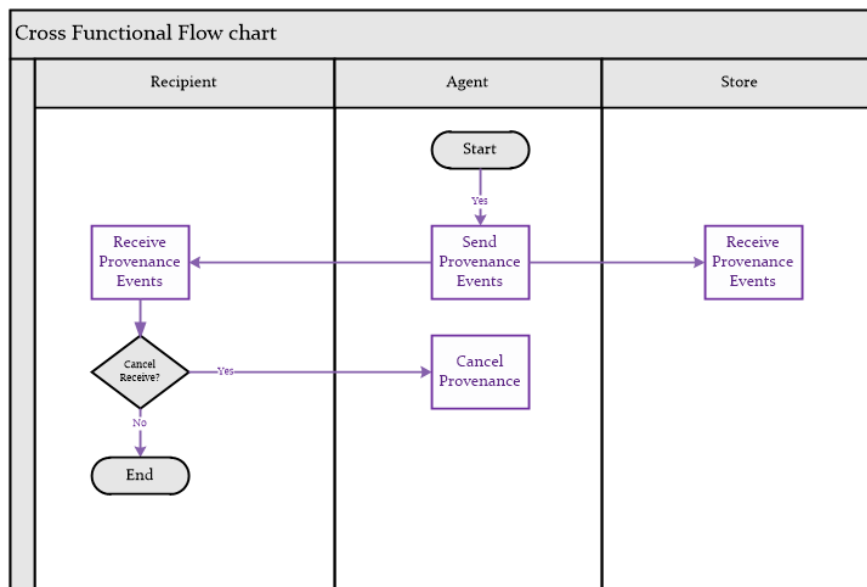 Cross Functional Flow chart
Recipient
Agent
Store
Start
Yes
Receive
Provenance
Events
Send
Provenance
Events
Receive
Provenance
Events
Cancel
Receive?
Yes
Cancel
Provenance
No
End